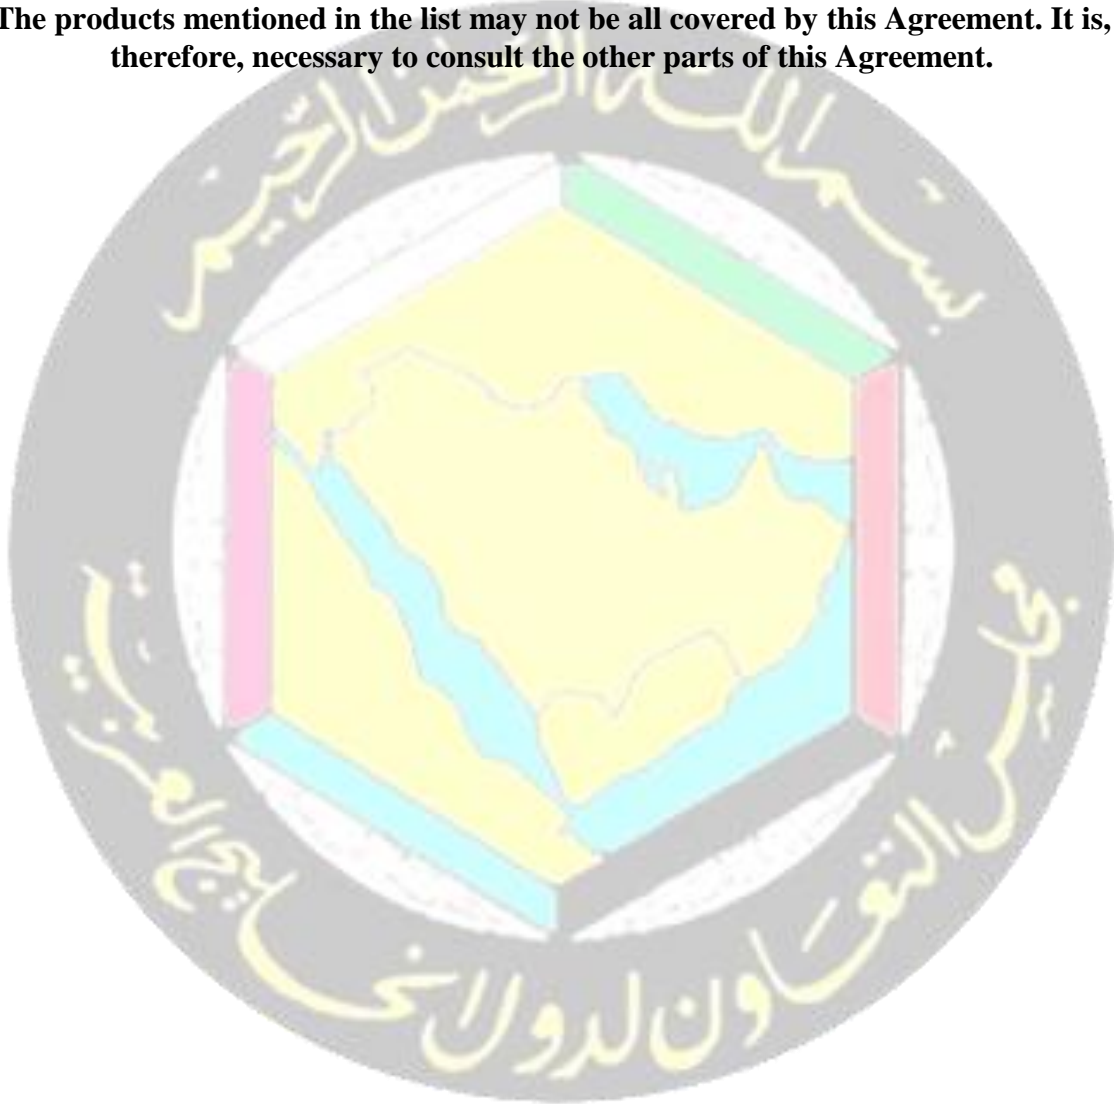 The products mentioned in the list may not be all covered by this Agreement. It is,
therefore, necessary to consult the other parts of this Agreement.
بسم الله الرحمن الرحيم
مجلس التعاون لدول الخليج العربية